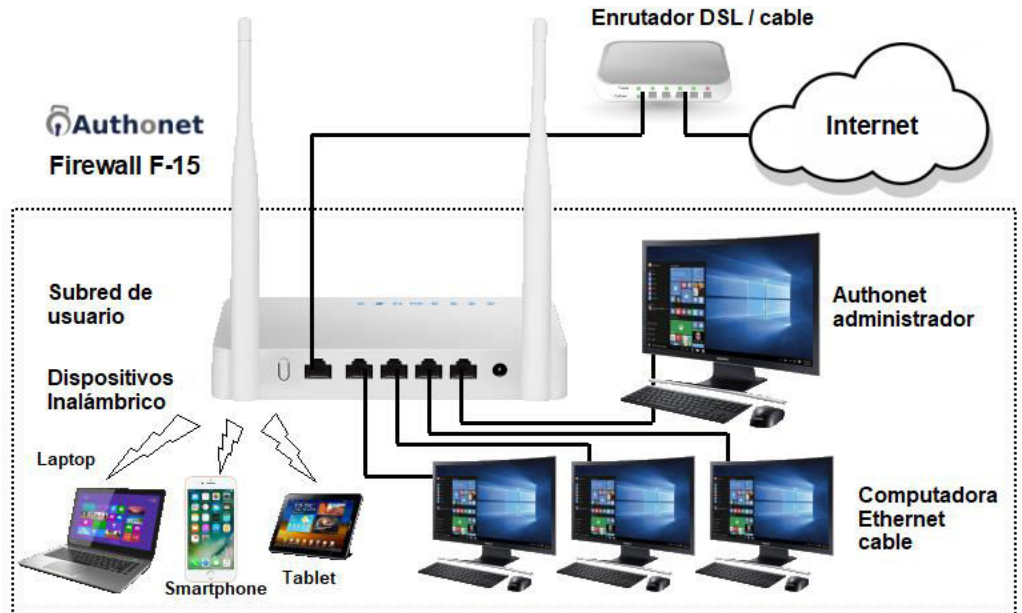 Enrutador DSL / cable
Authonet
Firewall F-15
Internet
Subred de
usuario
Authonet
administrador
Dispositivos
Inalámbrico
Laptop
Smartphone
Tablet
Computadora
Ethernet
cable